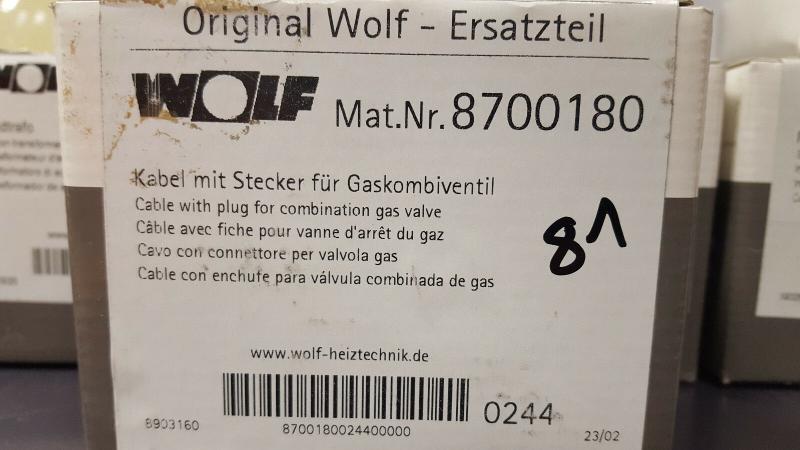 Original Wolf - Ersatzteil
WOLF
Mat.Nr. 8700180
Kabel mit Stecker für Gaskombiventil
Cable with plug for combination gas valve
Câble avec fiche pour vanne d'arrêt du gaz
Cavo con connettore per valvola gas
Cable con enchufe para válvula combinada de gas
www.wolf-heiztechnik.de
0244
8903160
8700180024400000
23/02